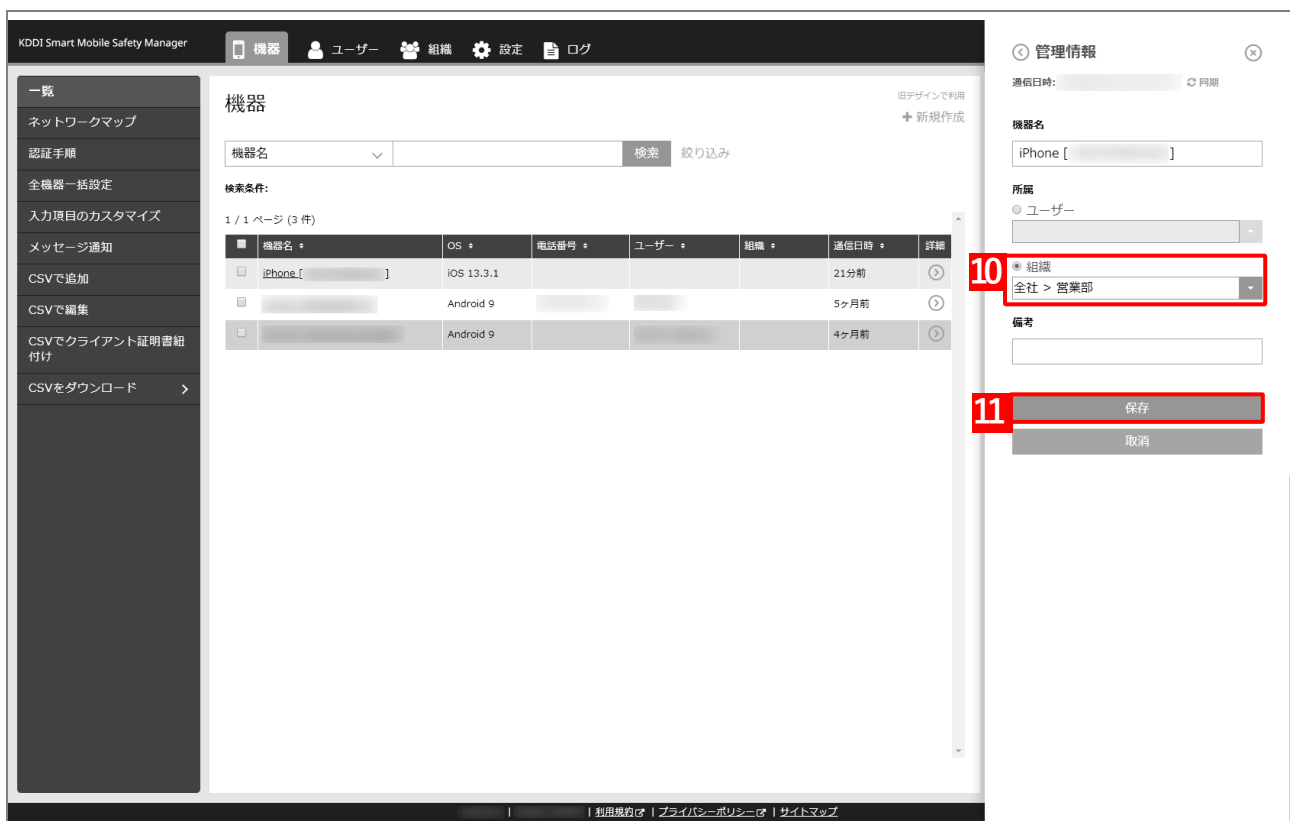 KDDI Smart Mobile Safety Manager
機器
ユーザー
組織
設定
ログ
一覧
ネットワークマップ
認証手順
全機器一括設定
入力項目のカスタマイズ
メッセージ通知
CSVで追加
CSVで編集
CSVでクライアント証明書紐
付け
CSVをダウンロード
機器
旧デザインで利用
+ 新規作成
機器名 検索 絞り込み
検索条件:
1 / 1 ページ (3 件)
機器名 OS 電話番号 ユーザー 組織 通信日時 詳細
iPhone [ ] iOS 13.3.1 21分前
Android 9 5ヶ月前
Android 9 4ヶ月前
管理情報
通信日時: 同期
機器名
iPhone [ ]
所属
ユーザー
10
組織
全社 > 営業部
備考
11
保存
取消
| | 利用規約 | プライバシーポリシー | サイトマップ